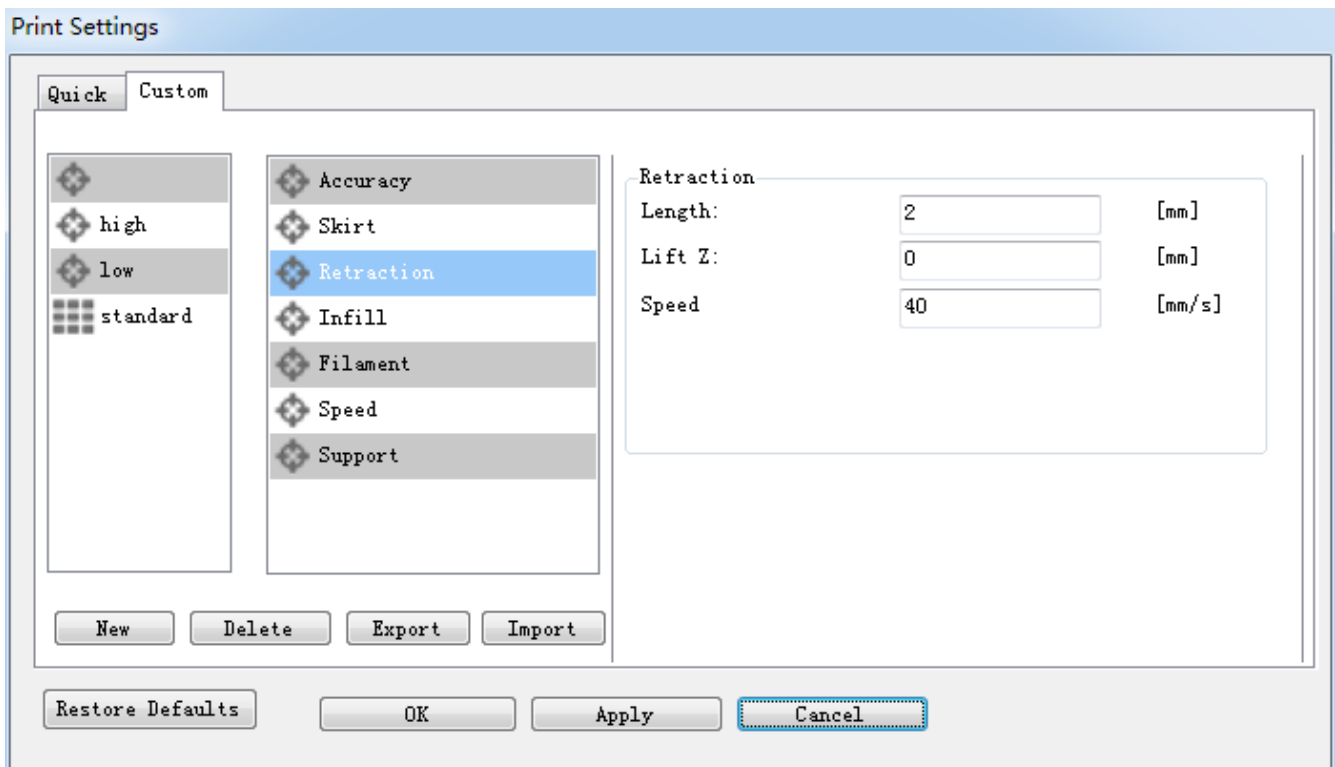 Print Settings
Quick Custom
high
low
standard
Accuracy
Skirt
Retraction
Infill
Filament
Speed
Support
Retraction
Length: 2 [mm]
Lift Z: 0 [mm]
Speed 40 [mm/s]
New Delete Export Import
Restore Defaults OK Apply Cancel